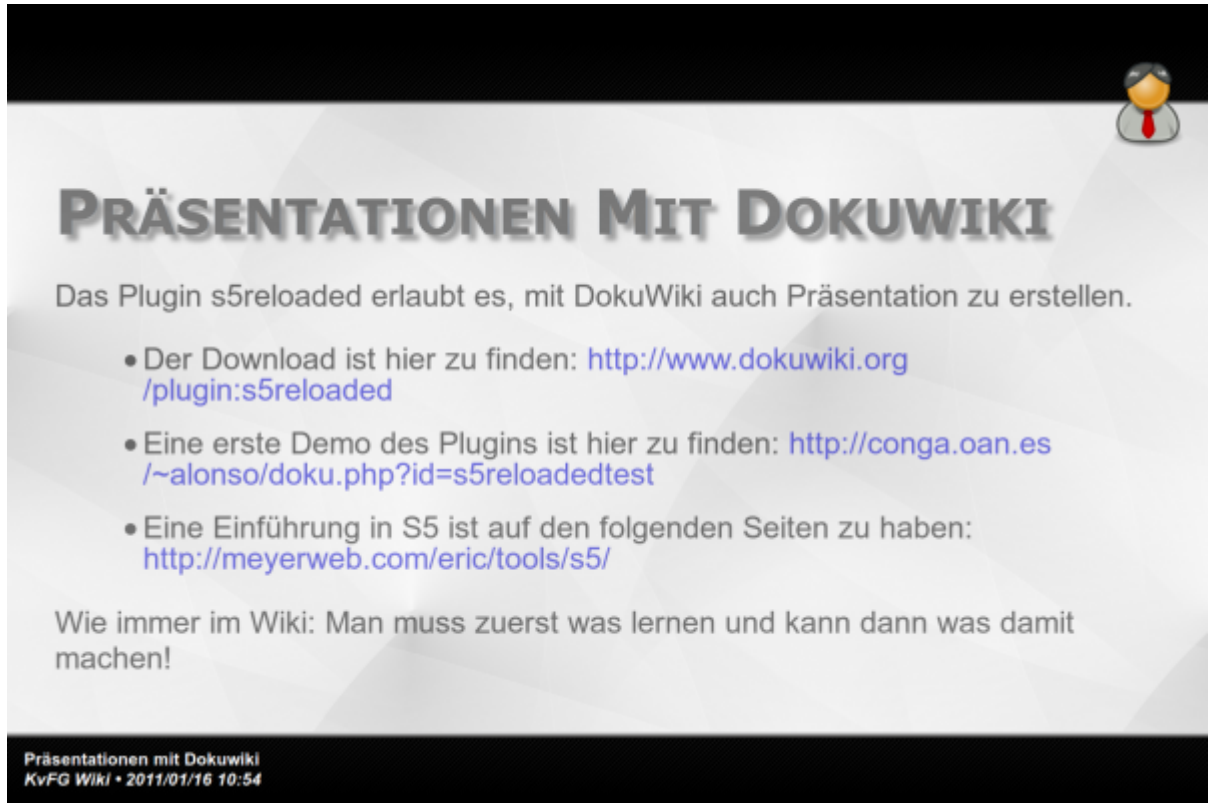 Präsentationen Mit Dokuwiki
Das Plugin s5reloaded erlaubt es, mit DokuWiki auch Präsentation zu erstellen.
• Der Download ist hier zu finden: http://www.dokuwiki.org
/plugin:s5reloaded
• Eine erste Demo des Plugins ist hier zu finden: http://conga.oan.es
/~alonso/doku.php?id=s5reloadedtest
• Eine Einführung in S5 ist auf den folgenden Seiten zu haben:
http://meyerweb.com/eric/tools/s5/
Wie immer im Wiki: Man muss zuerst was lernen und kann dann was damit
machen!
Präsentationen mit Dokuwiki
KvFG Wiki • 2011/01/16 10:54